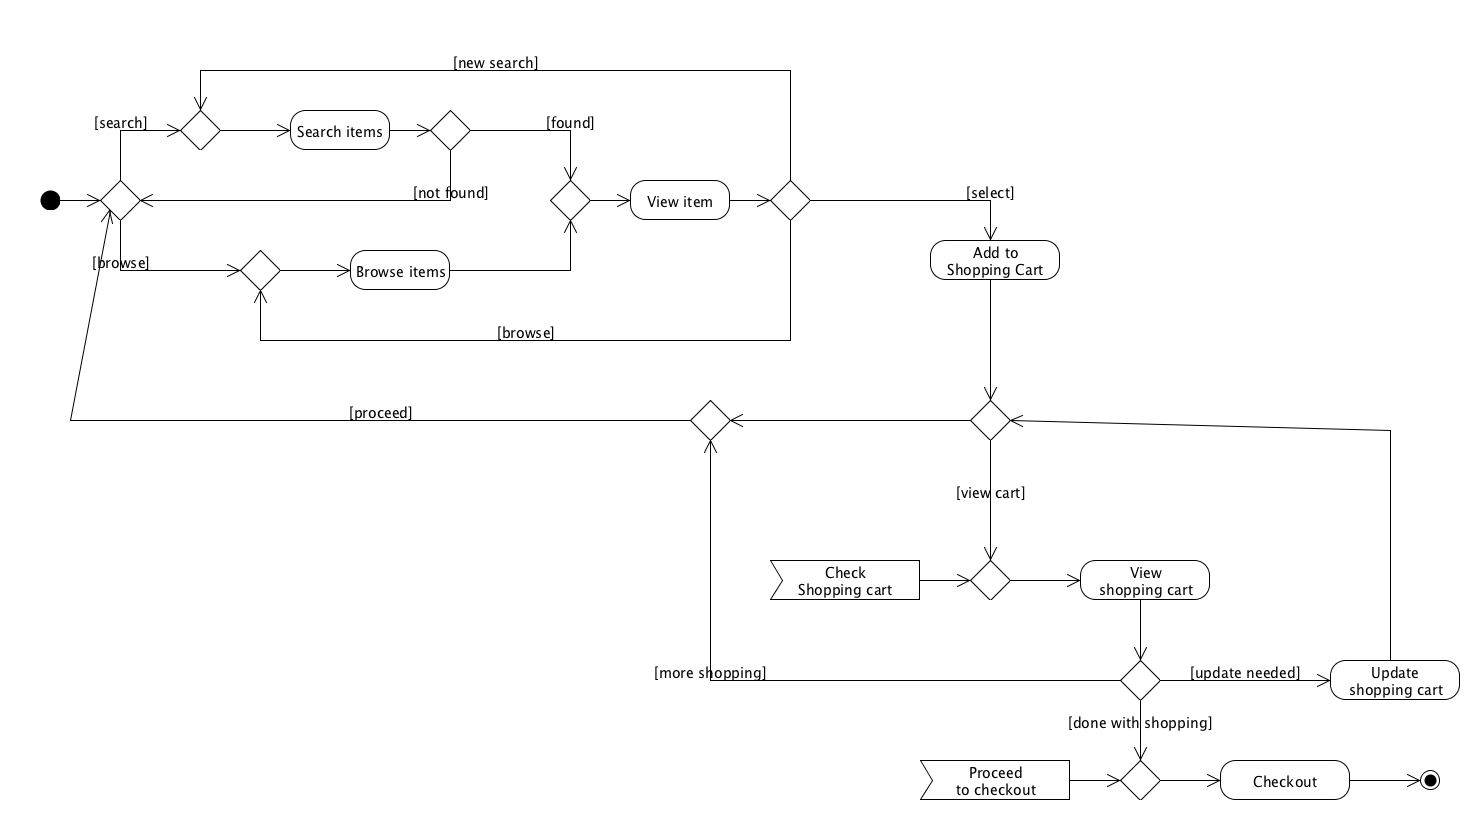 [new search]
[search]
Search items
[found]
[not found]
View item
[select]
[browse]
Browse items
Add to
Shopping Cart
[browse]
[proceed]
[view cart]
Check
Shopping cart
View
shopping cart
[more shopping]
[update needed]
Update
shopping cart
[done with shopping]
Proceed
to checkout
Checkout